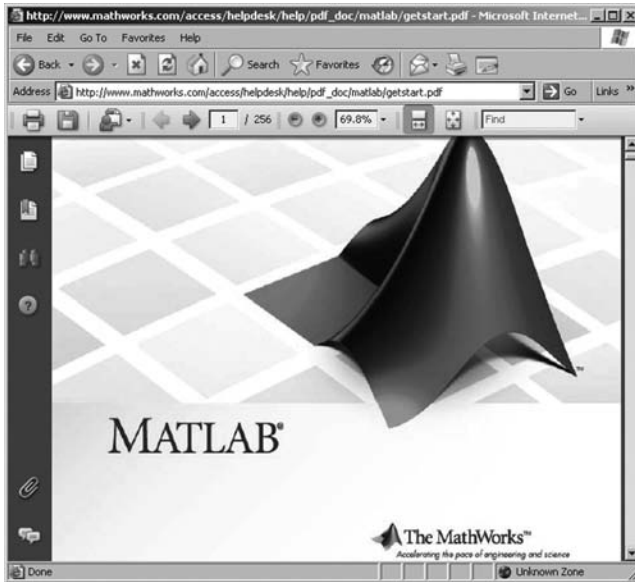 http://www.mathworks.com/access/helpdesk/help/pdf_doc/matlab/getstart.pdf - Microsoft Internet...
File Edit Go To Favorites Help
Back Search Favorites
Address http://www.mathworks.com/access/helpdesk/help/pdf_doc/matlab/getstart.pdf Go Links »
1 / 256 69.8% Find
™
MATLAB®
The MathWorks™
Accelerating the pace of engineering and science
Done Unknown Zone